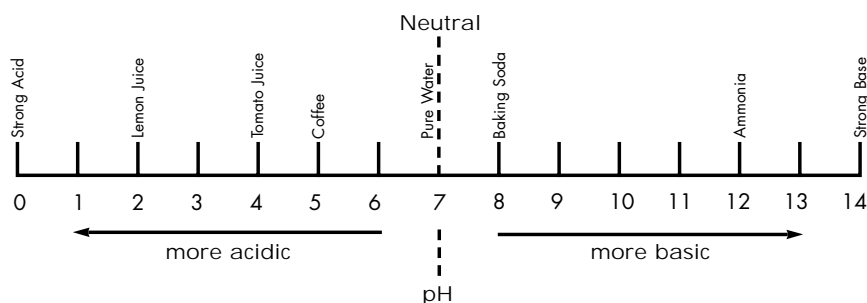 Neutral
Strong Acid
Lemon Juice
Tomato Juice
Coffee
Pure Water
Baking Soda
Ammonia
Strong Base
0 1 2 3 4 5 6 7 8 9 10 11 12 13 14
more acidic more basic
pH